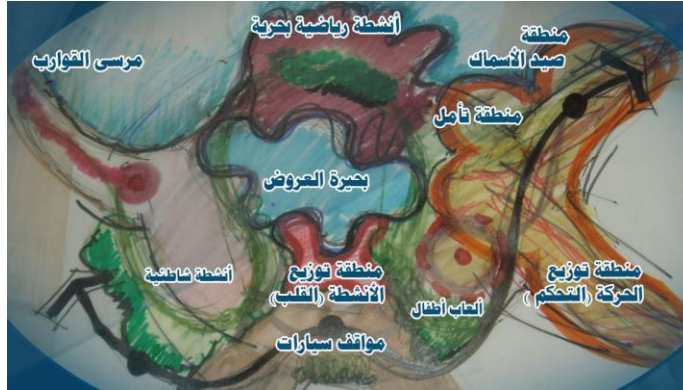 أنشطة رياضية بحرية
منطقة
صيد الأسماك
مرسى القوارب
منطقة تأمل
بحيرة العروض
أنشطة شاطئية
منطقة توزيع
الأنشطة (القلب)
ألعاب أطفال
منطقة توزيع
الحركة (التحكم )
مواقف سيارات